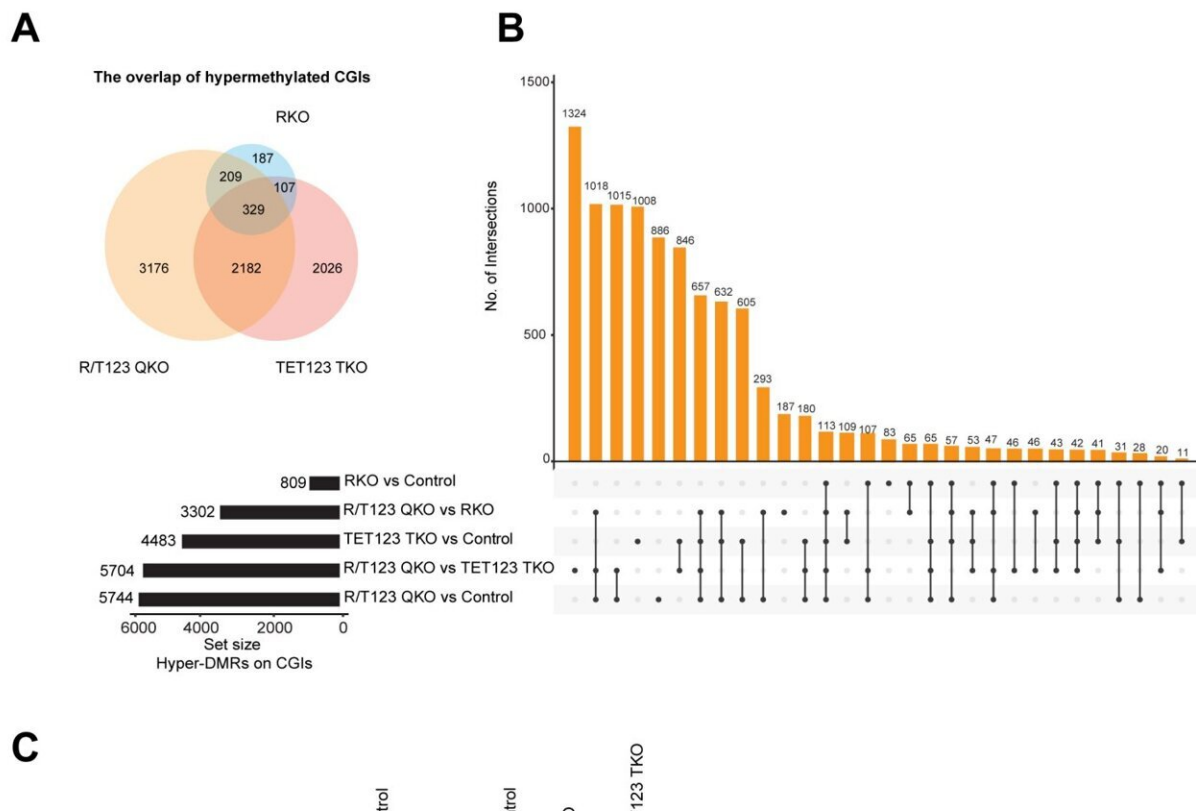 A
The overlap of hypermethylated CGIs
RKO
187
209
107
329
3176
2182
2026
R/T123 QKO
TET123 TKO
B
No. of Intersections
1500
1000
500
0
1324
1018
1015
1008
886
846
657
632
605
293
187
180
113
109
107
83
65
65
57
53
47
46
46
43
42
41
31
28
20
11
809
RKO vs Control
3302
R/T123 QKO vs RKO
4483
TET123 TKO vs Control
5704
R/T123 QKO vs TET123 TKO
5744
R/T123 QKO vs Control
6000 4000 2000 0
Set size
Hyper-DMRs on CGIs
C
123 TKO